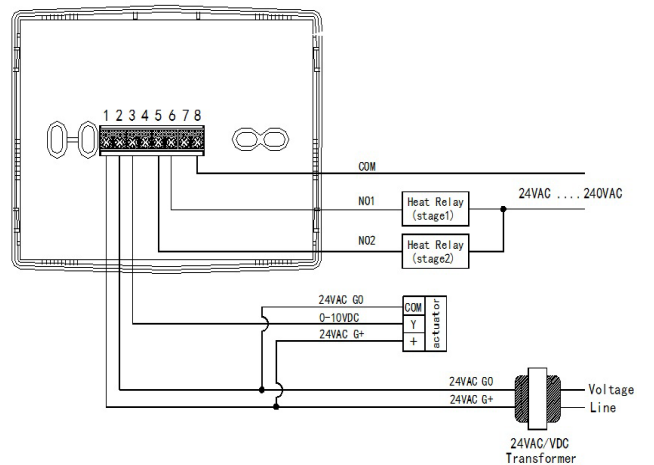 1 2 3 4 5 6 7 8
COM
24VAC ....240VAC
NO1
Heat Relay
(stage1)
NO2
Heat Relay
(stage2)
24VAC G0
COM
0-10VDC
Y
24VAC G+
+
actuator
24VAC G0
Voltage
24VAC G+
Line
24VAC/VDC
Transformer